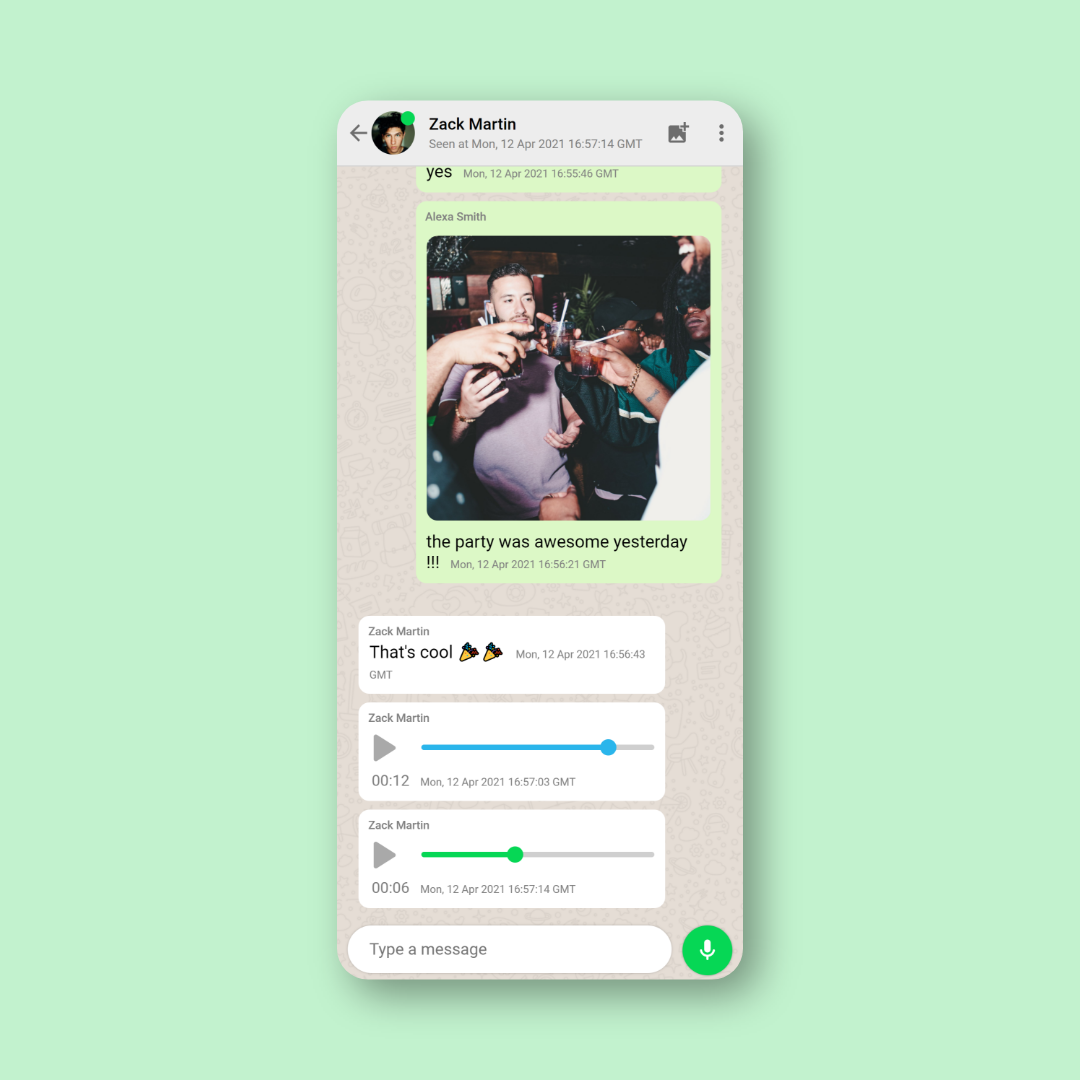 Zack Martin
Seen at Mon, 12 Apr 2021 16:57:14 GMT
yes Mon, 12 Apr 2021 16:55:46 GMT
Alexa Smith
the party was awesome yesterday
!!! Mon, 12 Apr 2021 16:56:21 GMT
Zack Martin
That's cool 🎉🎉 Mon, 12 Apr 2021 16:56:43
GMT
Zack Martin
00:12 Mon, 12 Apr 2021 16:57:03 GMT
Zack Martin
00:06 Mon, 12 Apr 2021 16:57:14 GMT
Type a message